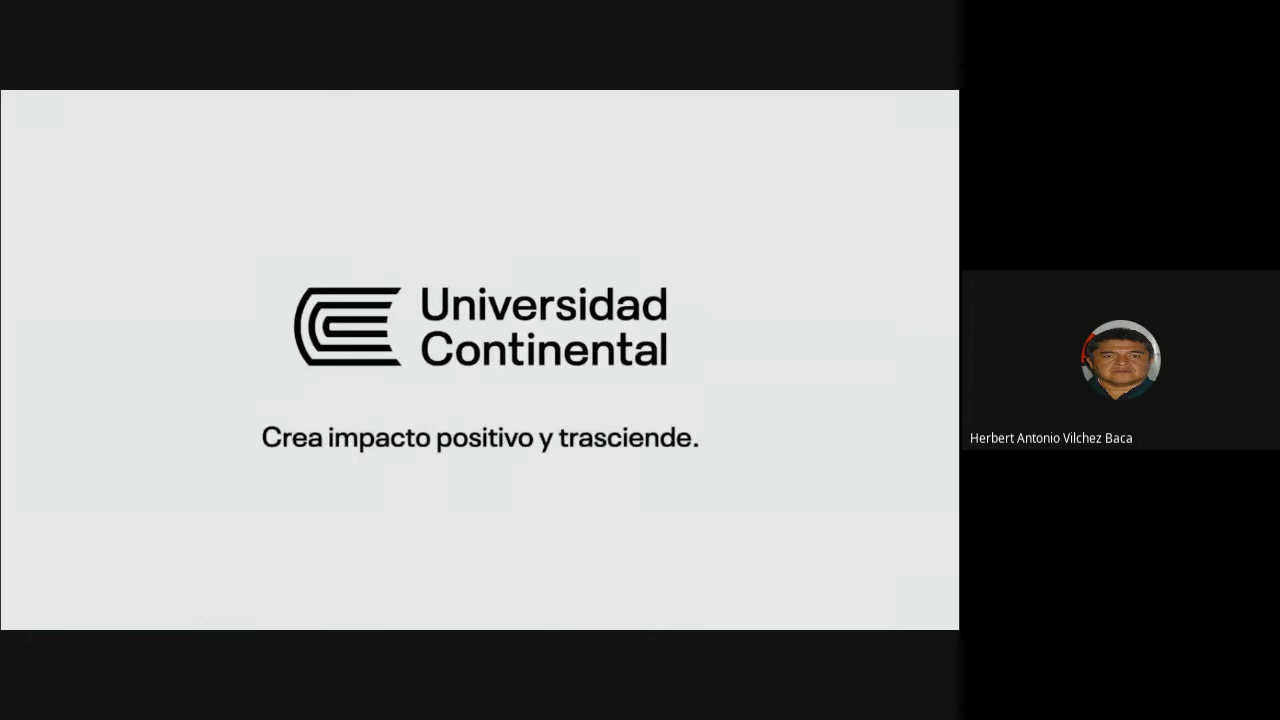 Universidad
Continental
Crea impacto positivo y trasciende.
Herbert Antonio Vilchez Baca